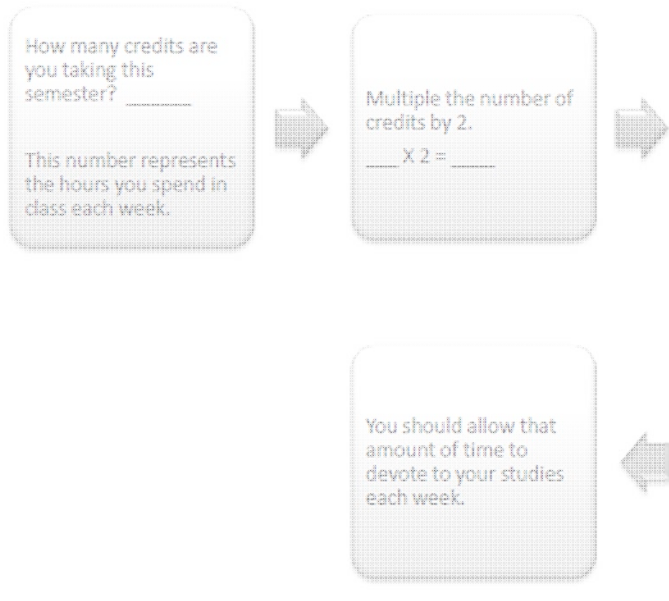 How many credits are
you taking this
semester? ________
This number represents
the hours you spend in
class each week.
Multiple the number of
credits by 2.
____ X 2 = _____
You should allow that
amount of time to
devote to your studies
each week.